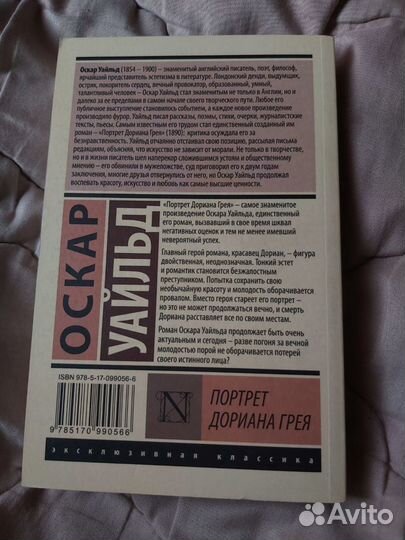 Оскар Уайльд (1854 – 1900) – знаменитый английский писатель, поэт, философ,
ярчайший представитель эстетизма в литературе. Лондонский денди, выдумщик,
остряк, покоритель сердец, вечный провокатор, образованный, умный,
талантливый человек – Оскар Уайльд стал знаменитым не только в Англии, но и
далеко за ее пределами в самом начале своего творческого пути. Любое его
публичное выступление становилось событием, а каждое новое произведение
производило фурор. Уайльд писал рассказы, поэмы, стихи, очерки, журналистские
тексты, пьесы. Самым известным его трудом стал единственный созданный им
роман – «Портрет Дориана Грея» (1890): критика осуждала его за
безнравственность. Уайльд отчаянно отстаивал свою позицию, рассылая письма
редакциям, объясняя, что искусство не зависит от морали. Не только в творчестве,
но и в жизни писатель шел наперекор сложившимся устоям и общественному
мнению – его обвинили в мужеложстве, суд приговорил его к двум годам
заключения, многие друзья отвернулись от него, но Оскар Уайльд продолжал
воспевать красоту, искусство и любовь как самые высшие ценности.
ОСКАР
УАЙЛЬД
«Портрет Дориана Грея» – самое знаменитое
произведение Оскара Уайльда, единственный
его роман, вызвавший в свое время шквал
негативных оценок и тем не менее имевший
невероятный успех.
Главный герой романа, красавец Дориан, – фигура
двойственная, неоднозначная. Тонкий эстет
и романтик становится безжалостным
преступником. Попытка сохранить свою
необычайную красоту и молодость оборачивается
провалом. Вместо героя стареет его портрет –
но это не может продолжаться вечно, и смерть
Дориана расставляет все по своим местам.
Роман Оскара Уайльда продолжает быть очень
актуальным и сегодня – разве погоня за вечной
молодостью порой не оборачивается потерей
своего истинного лица?
ISBN 978-5-17-099056-6
9 785170 990566
N
ПОРТРЕТ
ДОРИАНА ГРЕЯ
эксклюзивная классика
Avito